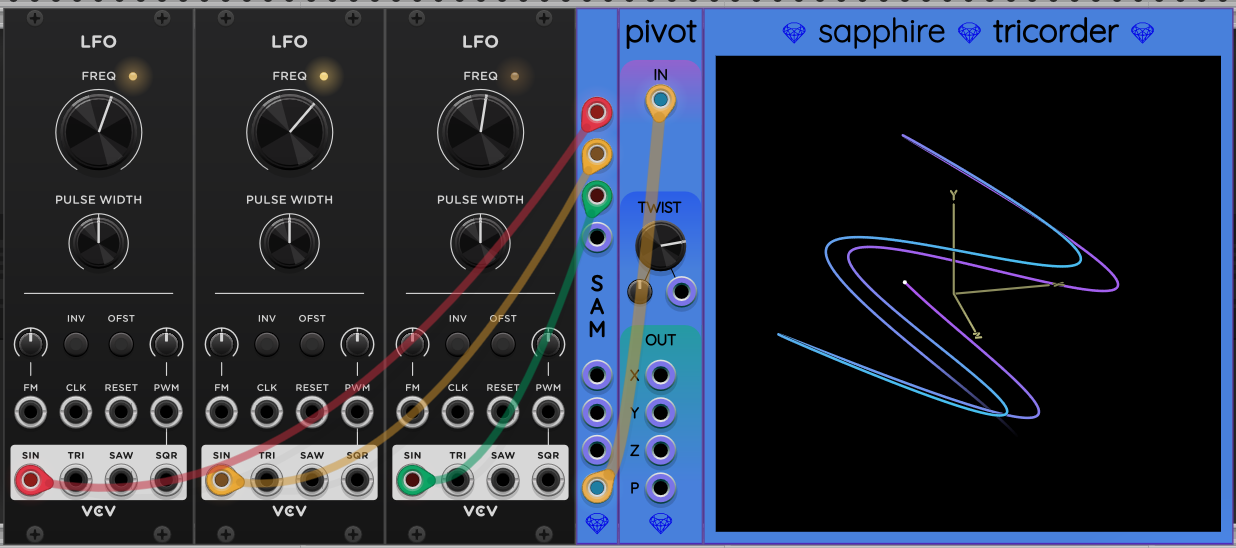 LFO
FREQ
PULSE WIDTH
INV OFST
FM CLK RESET PWM
SIN TRI SAW SQR
VCV
LFO
FREQ
PULSE WIDTH
INV OFST
FM CLK RESET PWM
SIN TRI SAW SQR
VCV
LFO
FREQ
PULSE WIDTH
INV OFST
FM CLK RESET PWM
SIN TRI SAW SQR
VCV
S
A
M
pivot
IN
TWIST
OUT
X
Y
Z
P
sapphire tricorder
Y
X
Z